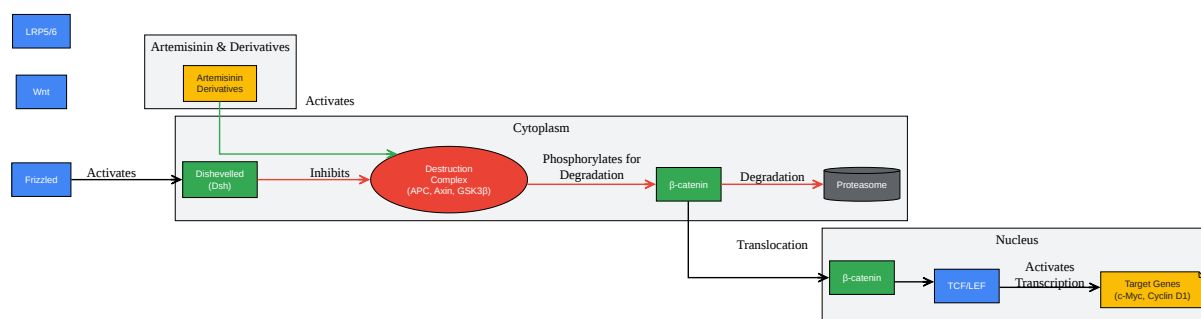 LRP5/6
Wnt
Frizzled
Activates
Artemisinin & Derivatives
Artemisinin
Derivatives
Activates
Cytoplasm
Dishevelled
(Dsh)
Inhibits
Destruction
Complex
(APC, Axin, GSK3β)
Phosphorylates for
Degradation
β-catenin
Degradation
Proteasome
Translocation
Nucleus
β-catenin
TCF/LEF
Activates
Transcription
Target Genes
(c-Myc, Cyclin D1)